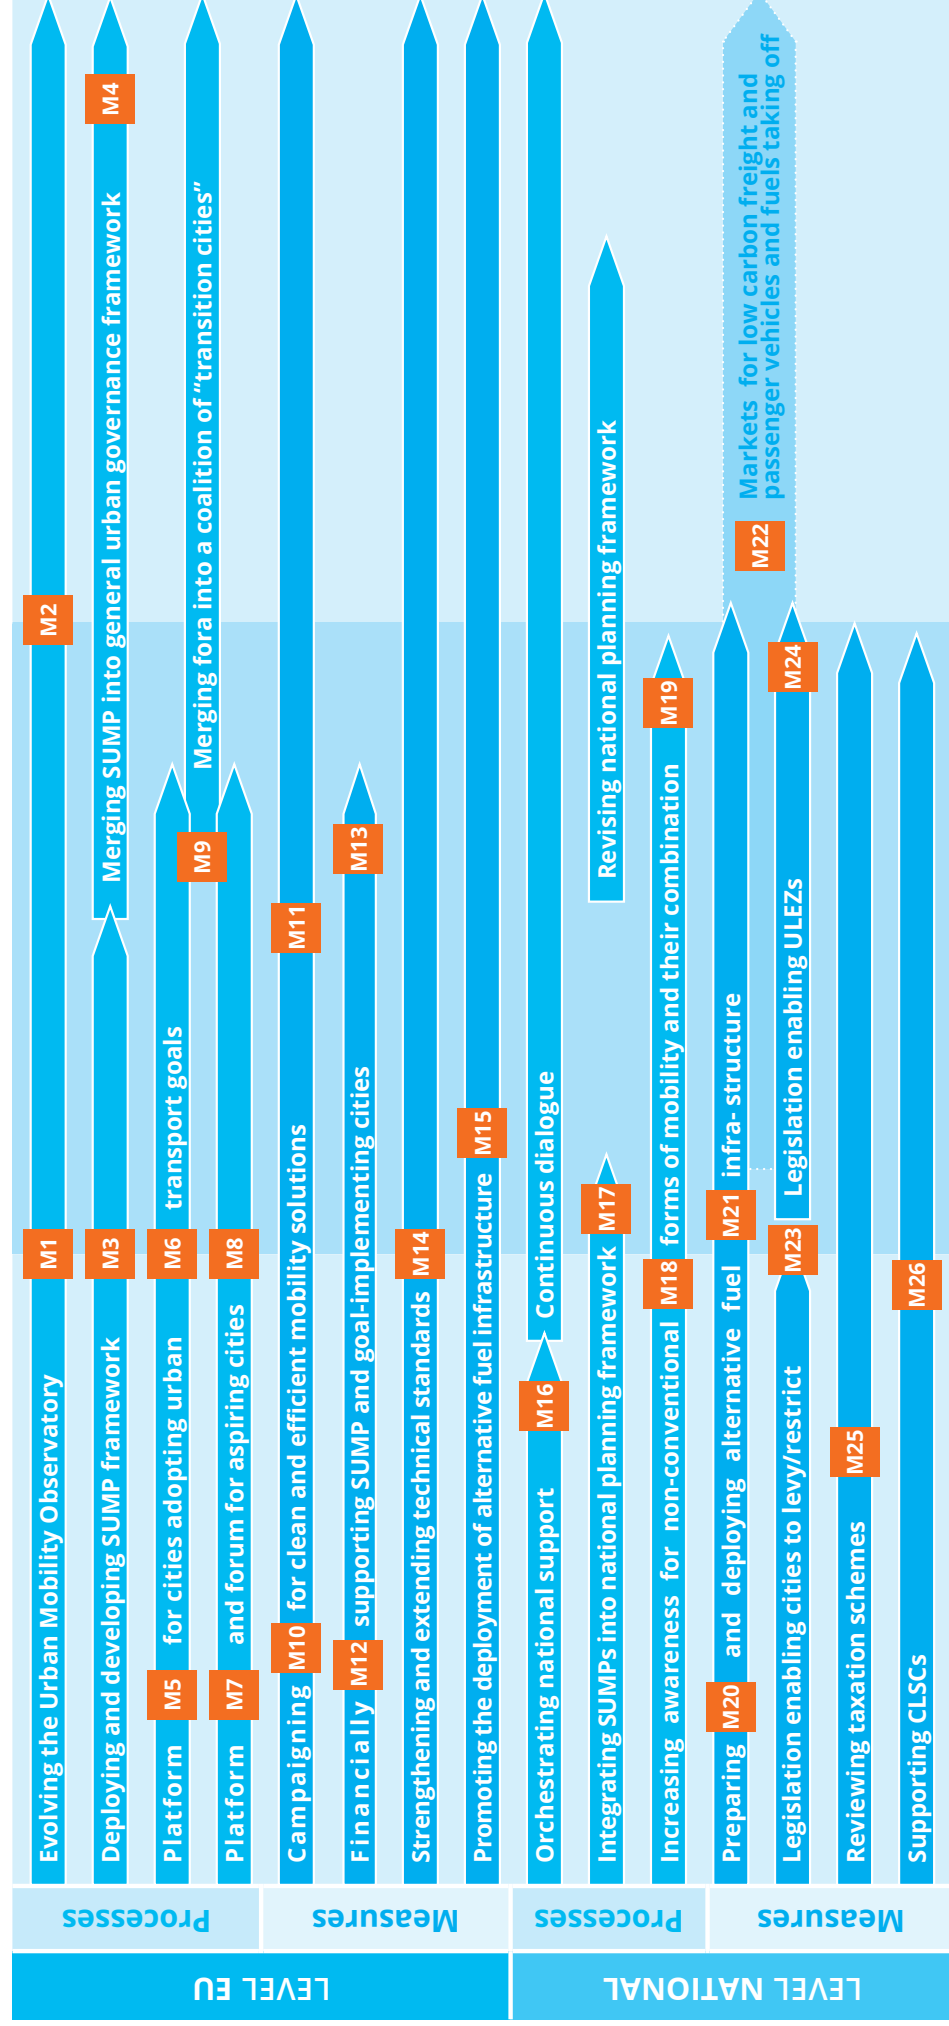 LEVEL EU
Processes
Evolving the Urban Mobility Observatory
M1
M2
Deploying and developing SUMP framework
M3
Merging SUMP into general urban governance framework
M4
Platform
M5
for cities adopting urban
M6
transport goals
Platform
M7
and forum for aspiring cities
M8
M9
Merging fora into a coalition of “transition cities”
Measures
Campaigning
M10
for clean and efficient mobility solutions
M11
Financially
M12
supporting SUMP and goal-implementing cities
M13
Strengthening and extending technical standards
M14
Promoting the deployment of alternative fuel infrastructure
M15
LEVEL NATIONAL
Processes
Orchestrating national support
M16
Continuous dialogue
Integrating SUMPs into national planning framework
M17
Revising national planning framework
Increasing awareness for non-conventional
M18
forms of mobility and their combination
M19
Measures
Preparing
M20
and deploying alternative fuel
M21
infra- structure
M22
Markets for low carbon freight and
passenger vehicles and fuels taking off
Legislation enabling cities to levy/restrict
M23
Legislation enabling ULEZs
M24
Reviewing taxation schemes
M25
Supporting CLSCs
M26